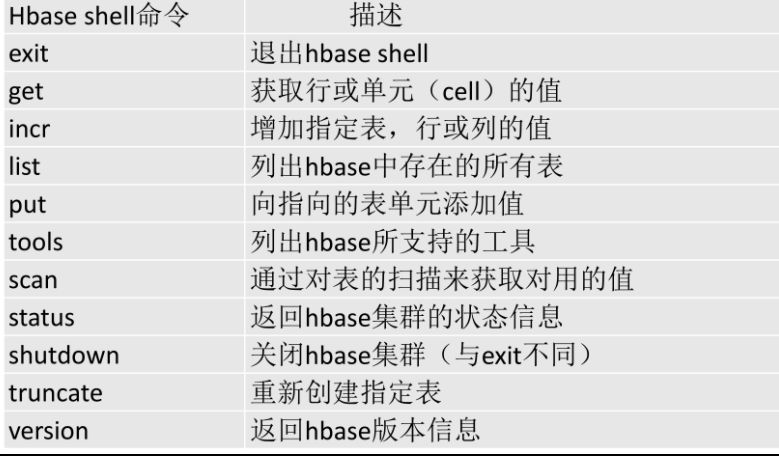 Hbase shell命令 描述
exit 退出hbase shell
get 获取行或单元（cell）的值
incr 增加指定表，行或列的值
list 列出hbase中存在的所有表
put 向指向的表单元添加值
tools 列出hbase所支持的工具
scan 通过对表的扫描来获取对用的值
status 返回hbase集群的状态信息
shutdown 关闭hbase集群（与exit不同）
truncate 重新创建指定表
version 返回hbase版本信息